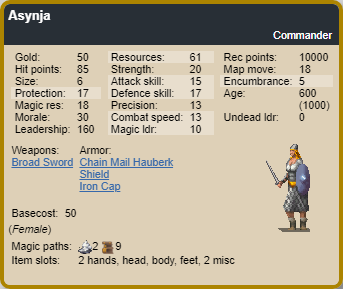 Asynja
Commander
Gold: 50 Resources: 61 Rec points: 10000
Hit points: 85 Strength: 20 Map move: 18
Size: 6 Attack skill: 15 Encumbrance: 5
Protection: 17 Defence skill: 17 Age: 600
Magic res: 18 Precision: 13 (1000)
Morale: 30 Combat speed: 13 Undead ldr: 0
Leadership: 160 Magic ldr: 10
Weapons: Armor:
Broad Sword Chain Mail Hauberk
Shield
Iron Cap
Basecost: 50
(Female)
Magic paths: 2 9
Item slots: 2 hands, head, body, feet, 2 misc